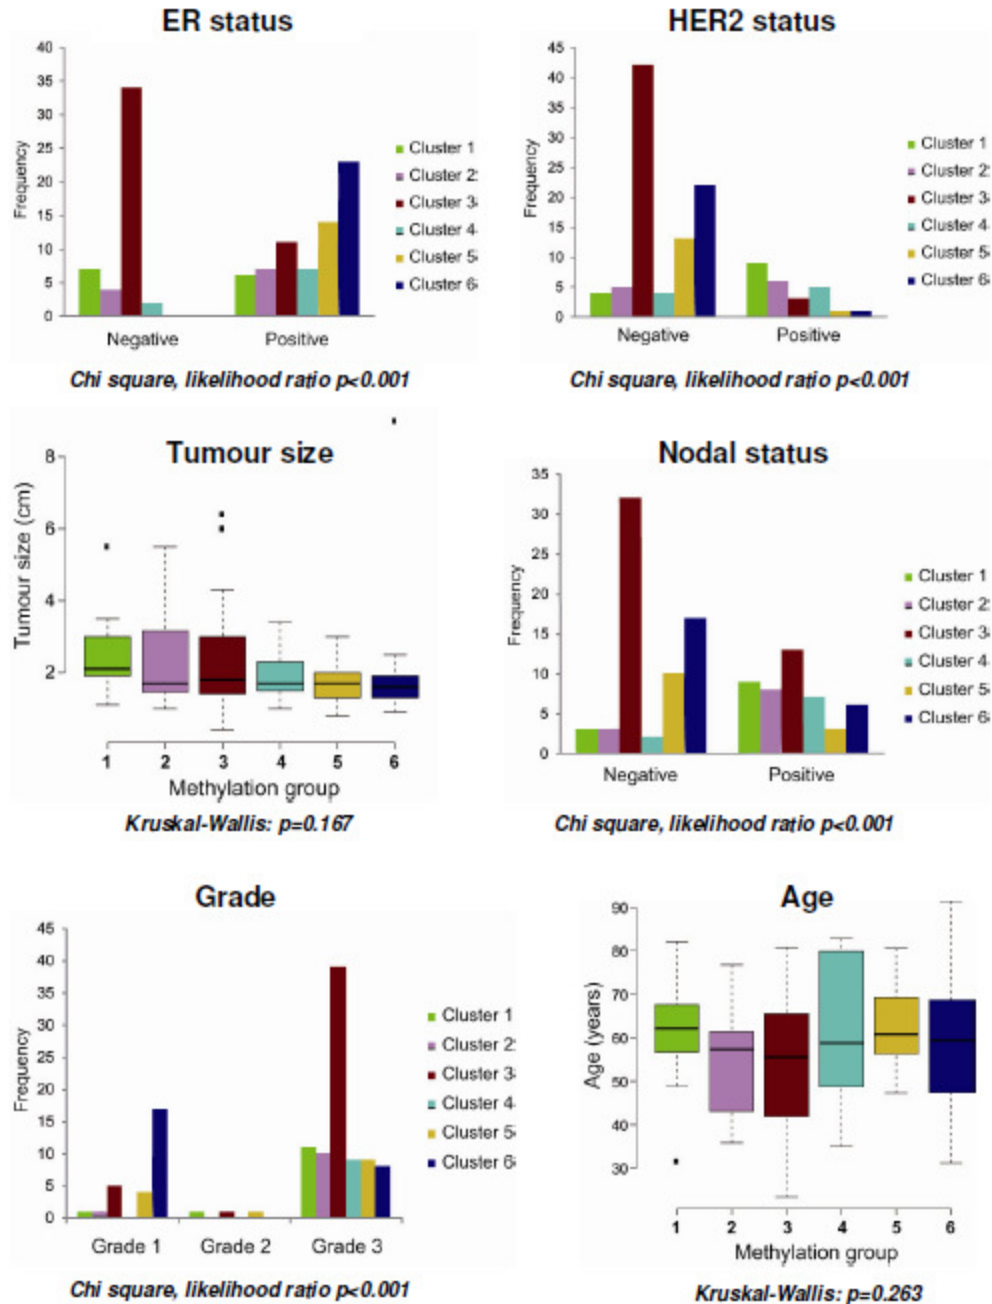 ER status
40
35
30
25
20
15
10
5
0
Frequency
Negative
Positive
Cluster 1
Cluster 2
Cluster 3
Cluster 4
Cluster 5
Cluster 6
Chi square, likelihood ratio p<0.001
HER2 status
45
40
35
30
25
20
15
10
5
0
Frequency
Negative
Positive
Cluster 1
Cluster 2
Cluster 3
Cluster 4
Cluster 5
Cluster 6
Chi square, likelihood ratio p<0.001
Tumour size
8
6
4
2
Tumour size (cm)
1 2 3 4 5 6
Methylation group
Kruskal-Wallis: p=0.167
Nodal status
35
30
25
20
15
10
5
0
Frequency
Negative
Positive
Cluster 1
Cluster 2
Cluster 3
Cluster 4
Cluster 5
Cluster 6
Chi square, likelihood ratio p<0.001
Grade
45
40
35
30
25
20
15
10
5
0
Frequency
Grade 1
Grade 2
Grade 3
Cluster 1
Cluster 2
Cluster 3
Cluster 4
Cluster 5
Cluster 6
Chi square, likelihood ratio p<0.001
Age
90
80
70
60
50
40
30
Age (years)
1 2 3 4 5 6
Methylation group
Kruskal-Wallis: p=0.263